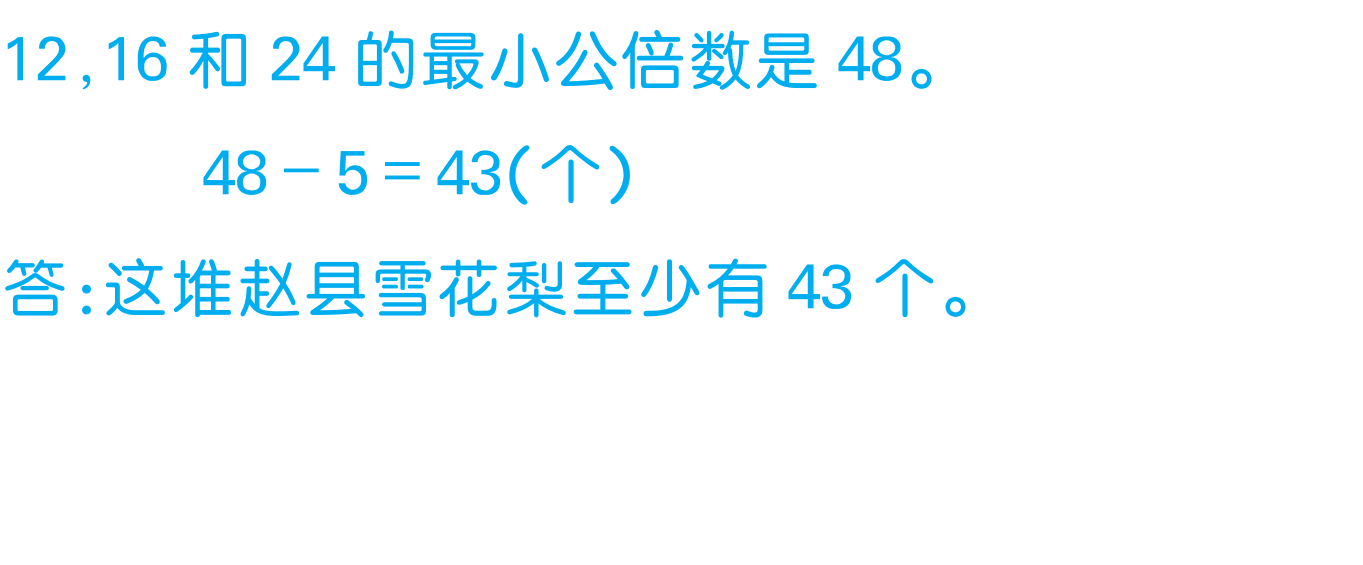 12,16 和 24 的最小公倍数是 48。
48－5＝43(个)
答:这堆赵县雪花梨至少有 43 个。